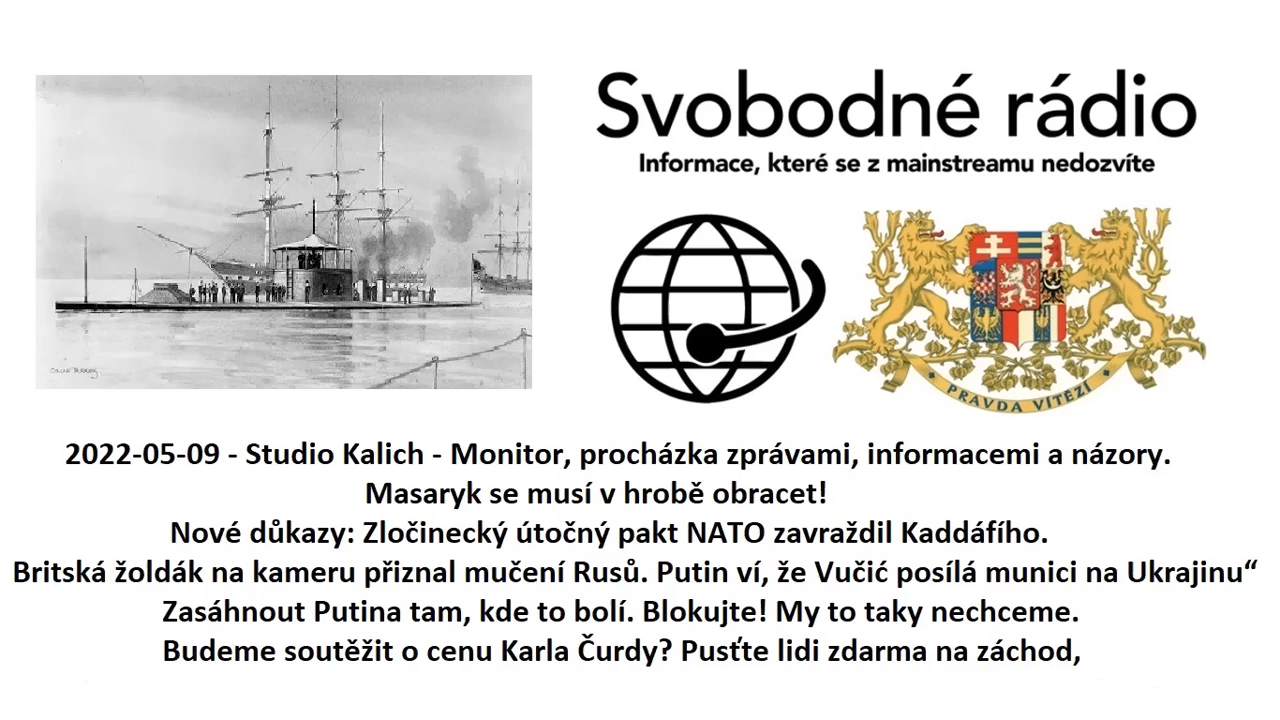 Svobodné rádio
Informace, které se z mainstreamu nedozvíte
PRAVDA VÍTĚZÍ
2022-05-09 - Studio Kalich - Monitor, procházka zprávami, informacemi a názory.
Masaryk se musí v hrobě obracet!
Nové důkazy: Zločinecký útočný pakt NATO zavraždil Kaddáfího.
Britská žoldák na kameru přiznal mučení Rusů. Putin ví, že Vučić posílá munici na Ukrajinu“
Zasáhnout Putina tam, kde to bolí. Blokujte! My to taky nechceme.
Budeme soutěžit o cenu Karla Čurdy? Pusťte lidi zdarma na záchod,